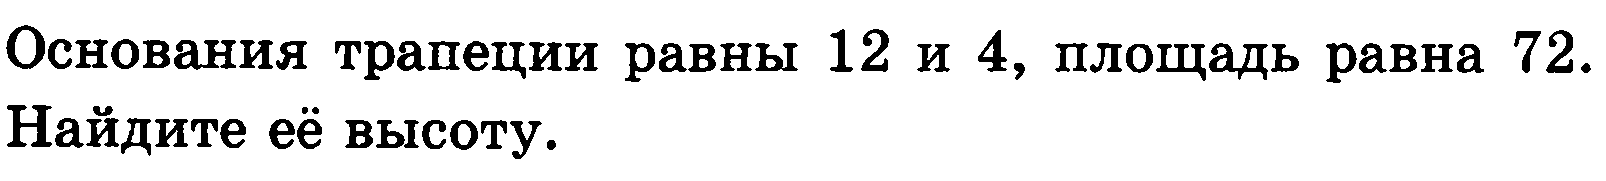 Основания трапеции равны 12 и 4, площадь равна 72.
Найдите её высоту.